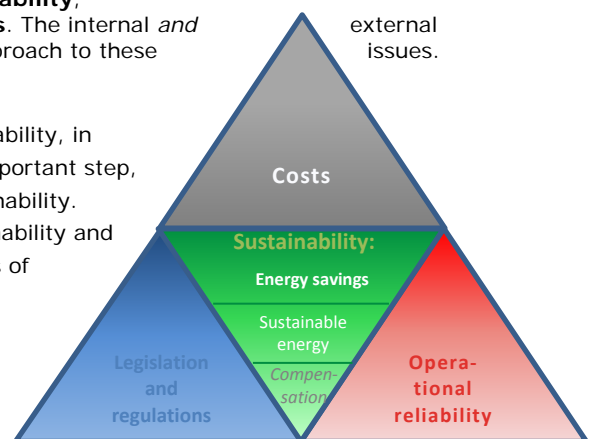 ability,
s. The internal and external
proach to these issues.
ability, in
portant step,
nability.
ability and
s of
Costs
Sustainability:
Energy savings
Sustainable
energy
Compen-
sation
Legislation
and
regulations
Opera-
tional
reliability